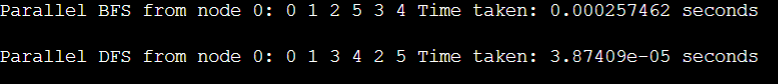 Parallel BFS from node 0: 0 1 2 5 3 4 Time taken: 0.000257462 seconds
Parallel DFS from node 0: 0 1 3 4 2 5 Time taken: 3.87409e-05 seconds